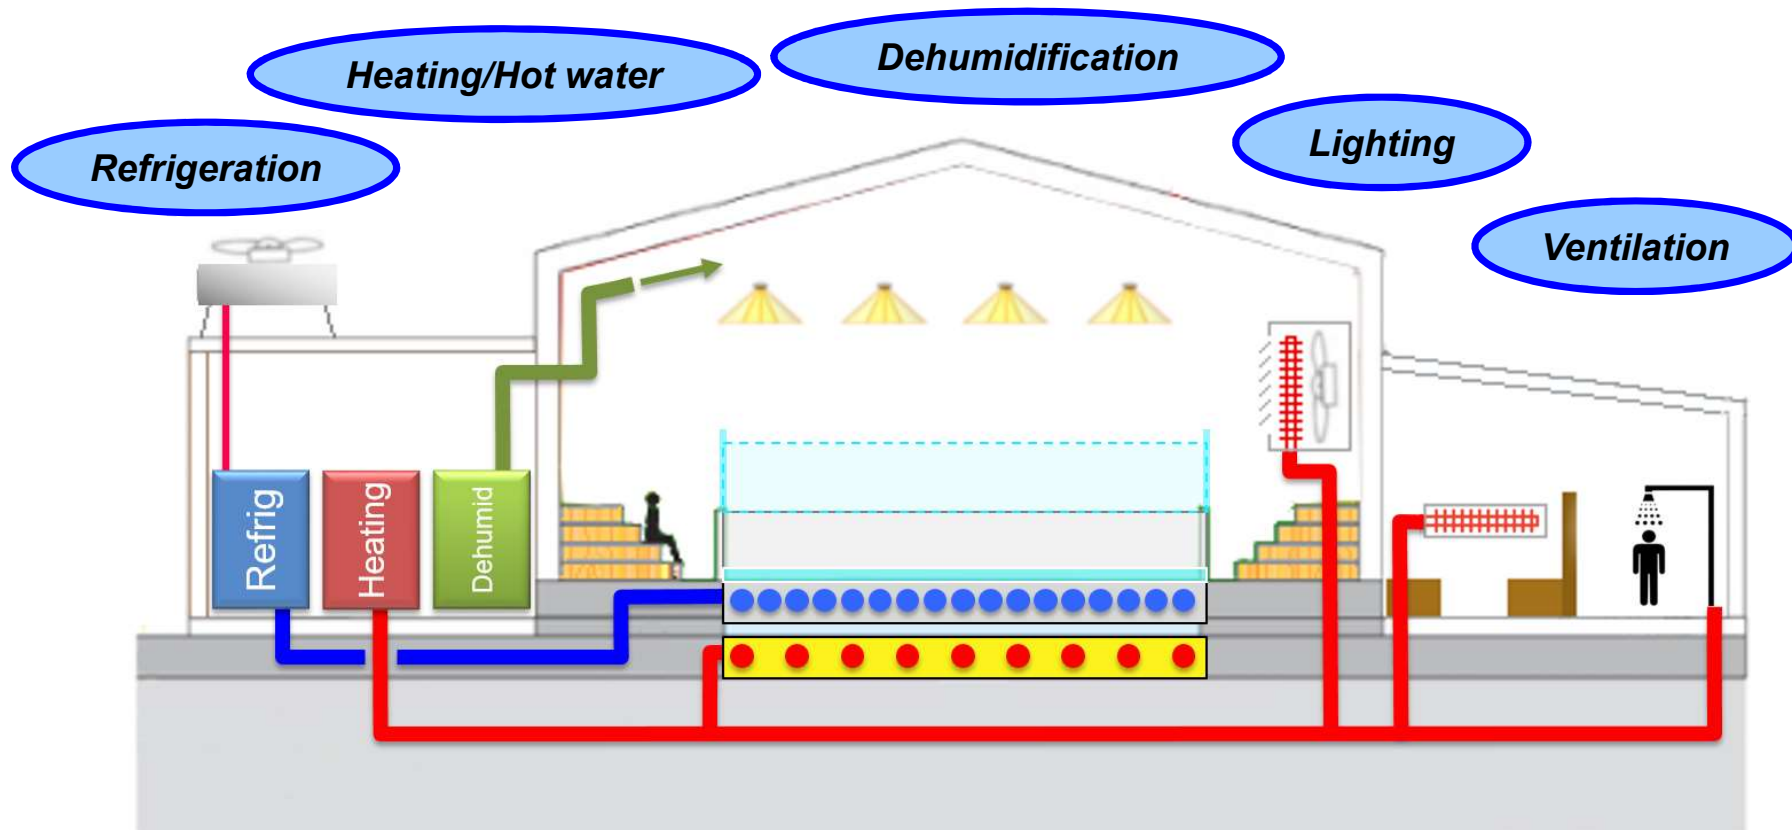 Refrigeration
Heating/Hot water
Dehumidification
Lighting
Ventilation
Refrig
Heating
Dehumid